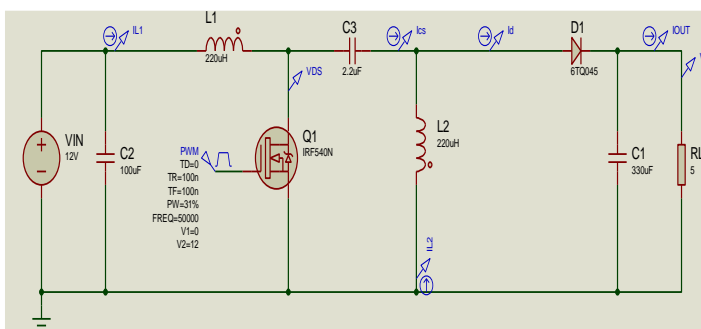 L1
220uH
IL1
C3
2.2uF
Ics
Id
D1
6TQ045
IOUT
V
VDS
VIN
12V
C2
100uF
PWM
TD=0
TR=100n
TF=100n
PW=31%
FREQ=50000
V1=0
V2=12
Q1
IRF540N
L2
220uH
IL2
C1
330uF
RL
5